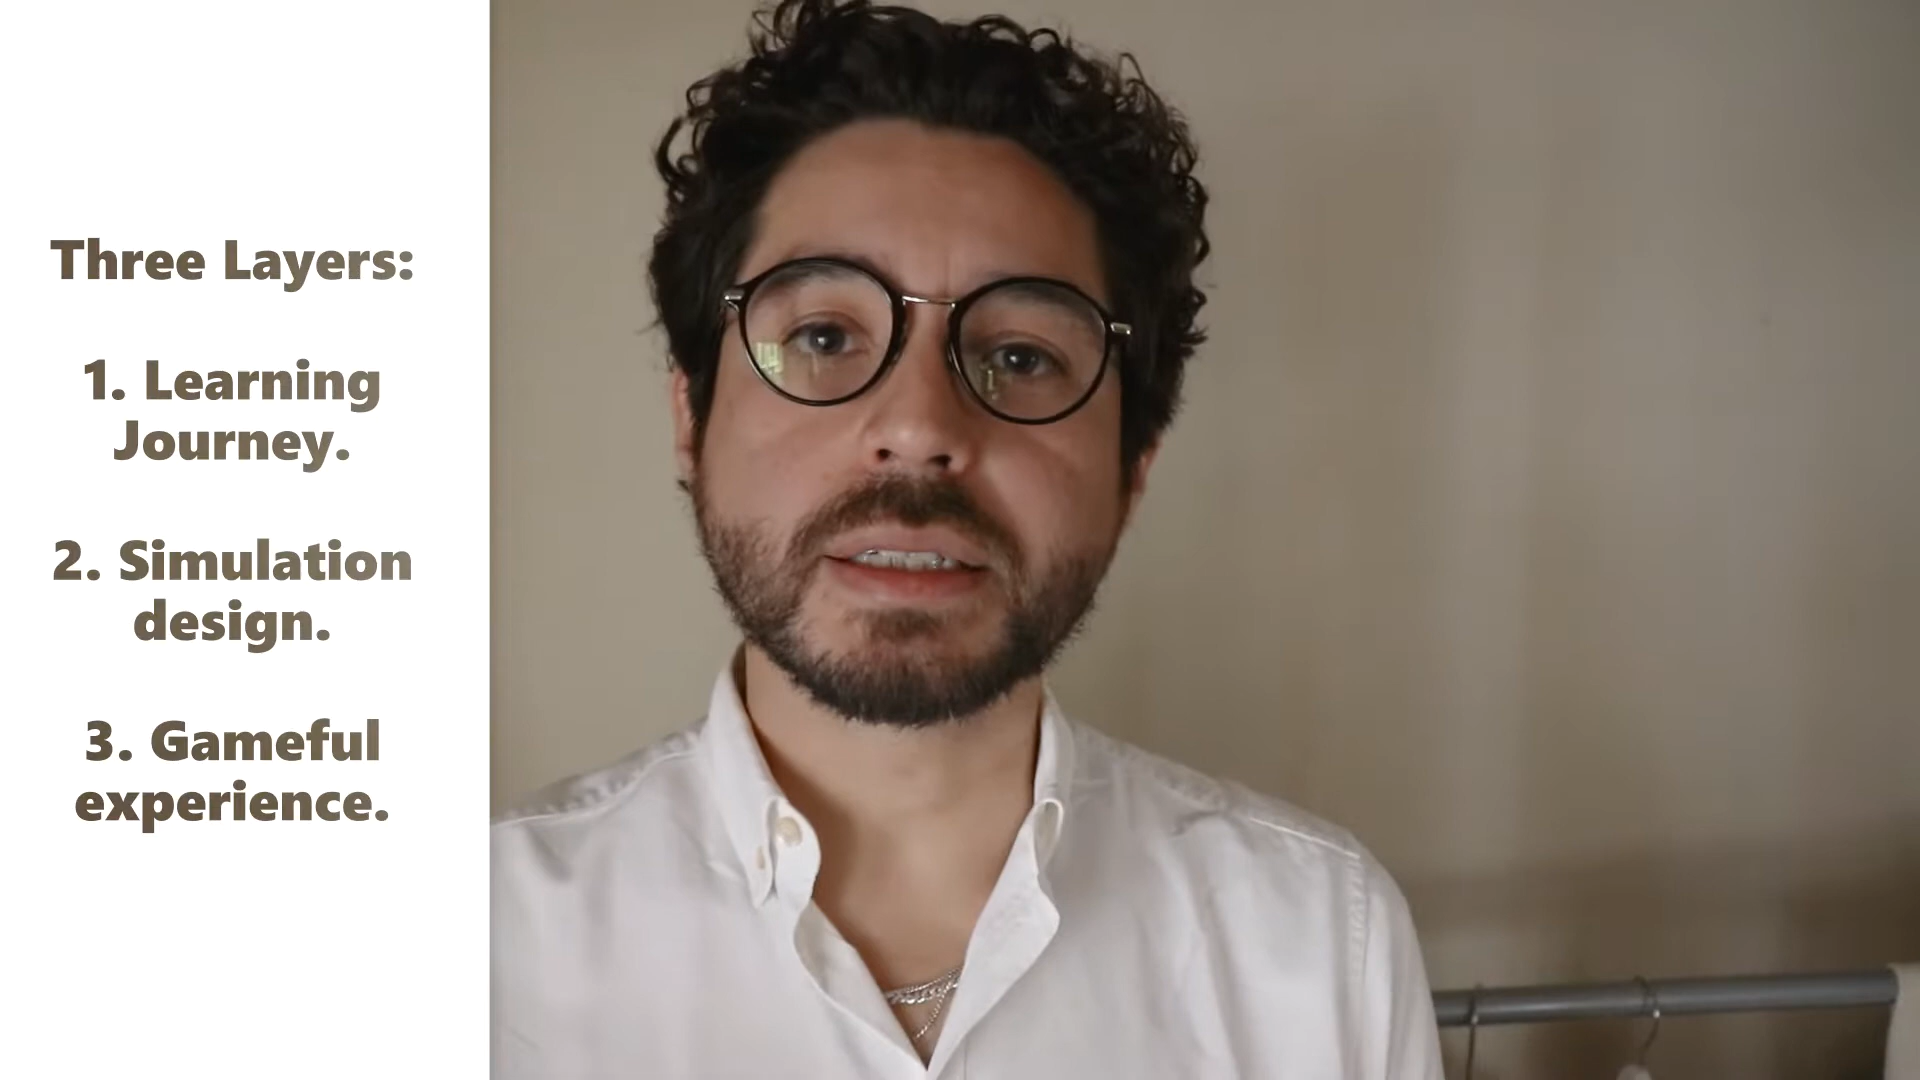 Three Layers:
1. Learning
Journey.
2. Simulation
design.
3. Gameful
experience.